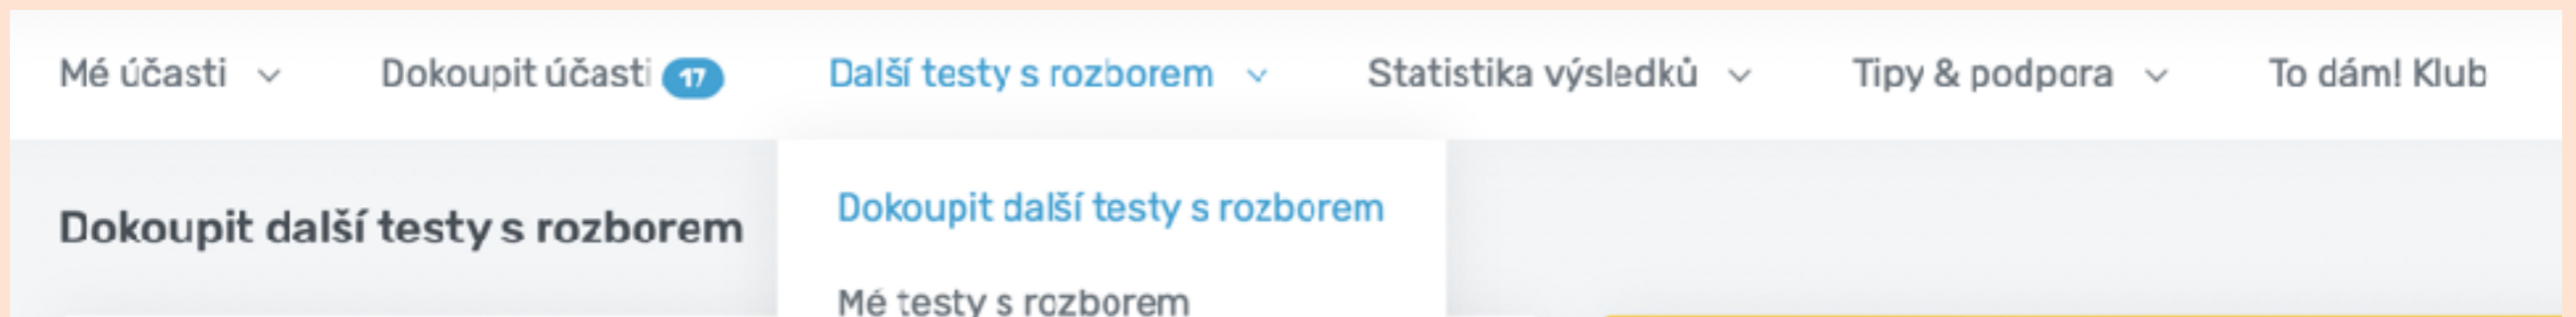 Mé účasti Dokoupit účasti 17 Další testy s rozborem Statistika výsledků Tipy & podpora To dám! Klub
Dokoupit další testy s rozborem
Dokoupit další testy s rozborem
Mé testy s rozborem